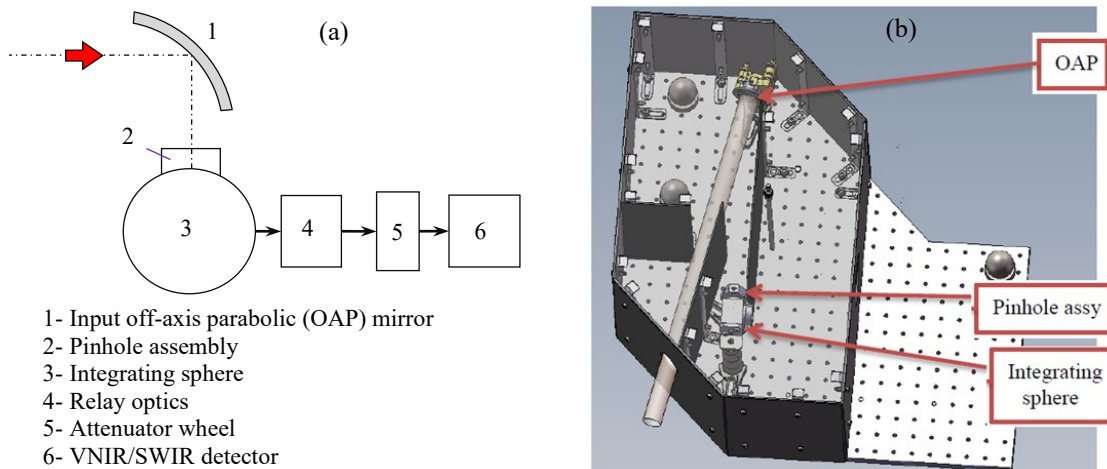 (a)
1
2
3
4
5
6
1- Input off-axis parabolic (OAP) mirror
2- Pinhole assembly
3- Integrating sphere
4- Relay optics
5- Attenuator wheel
6- VNIR/SWIR detector
(b)
OAP
Pinhole assy
Integrating
sphere